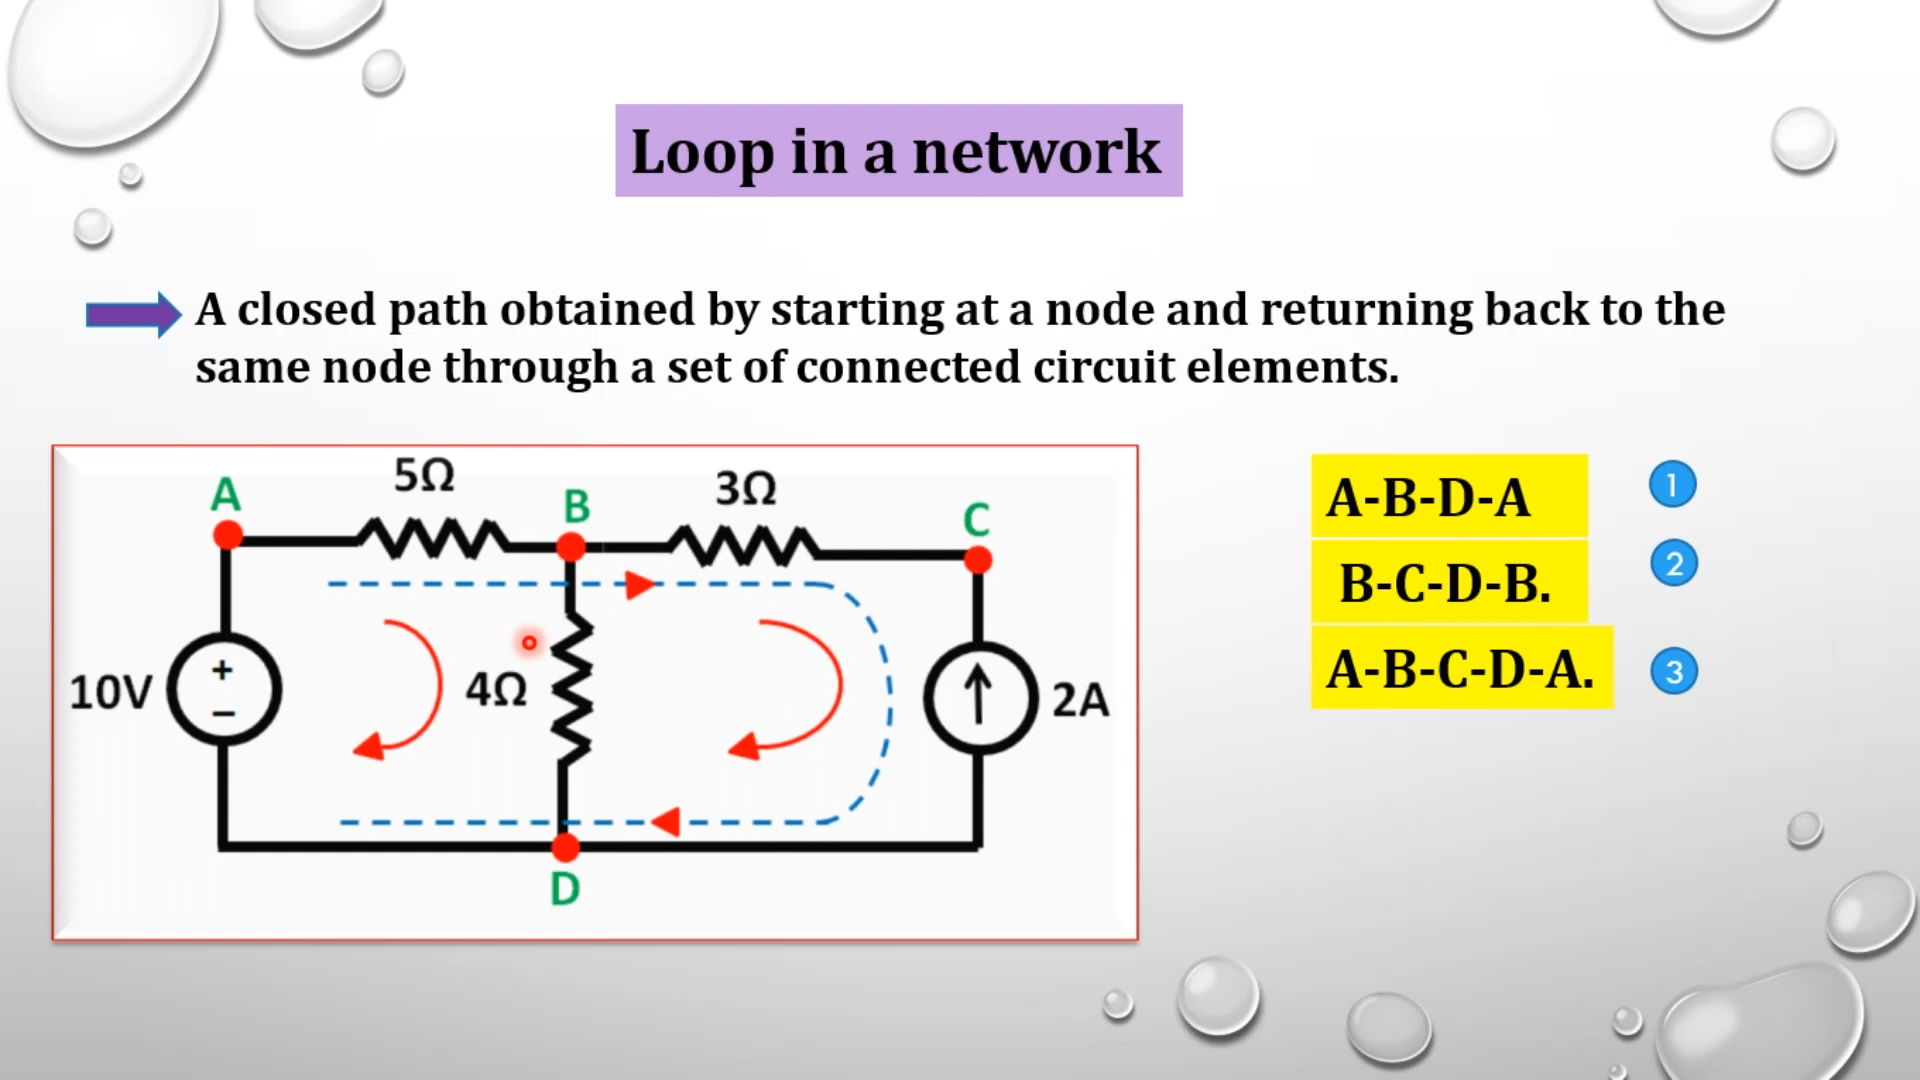 Loop in a network
A closed path obtained by starting at a node and returning back to the
same node through a set of connected circuit elements.
A
5Ω
B
3Ω
C
10V
+
−
4Ω
2A
D
A-B-D-A
1
B-C-D-B.
2
A-B-C-D-A.
3